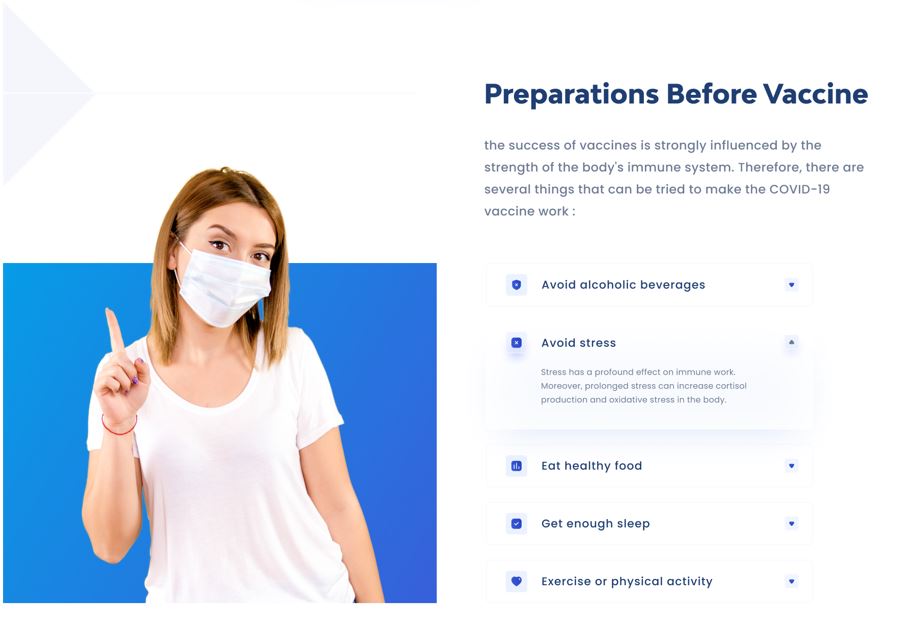 Preparations Before Vaccine
the success of vaccines is strongly influenced by the
strength of the body's immune system. Therefore, there are
several things that can be tried to make the COVID-19
vaccine work :
Avoid alcoholic beverages
Avoid stress
Stress has a profound effect on immune work.
Moreover, prolonged stress can increase cortisol
production and oxidative stress in the body.
Eat healthy food
Get enough sleep
Exercise or physical activity